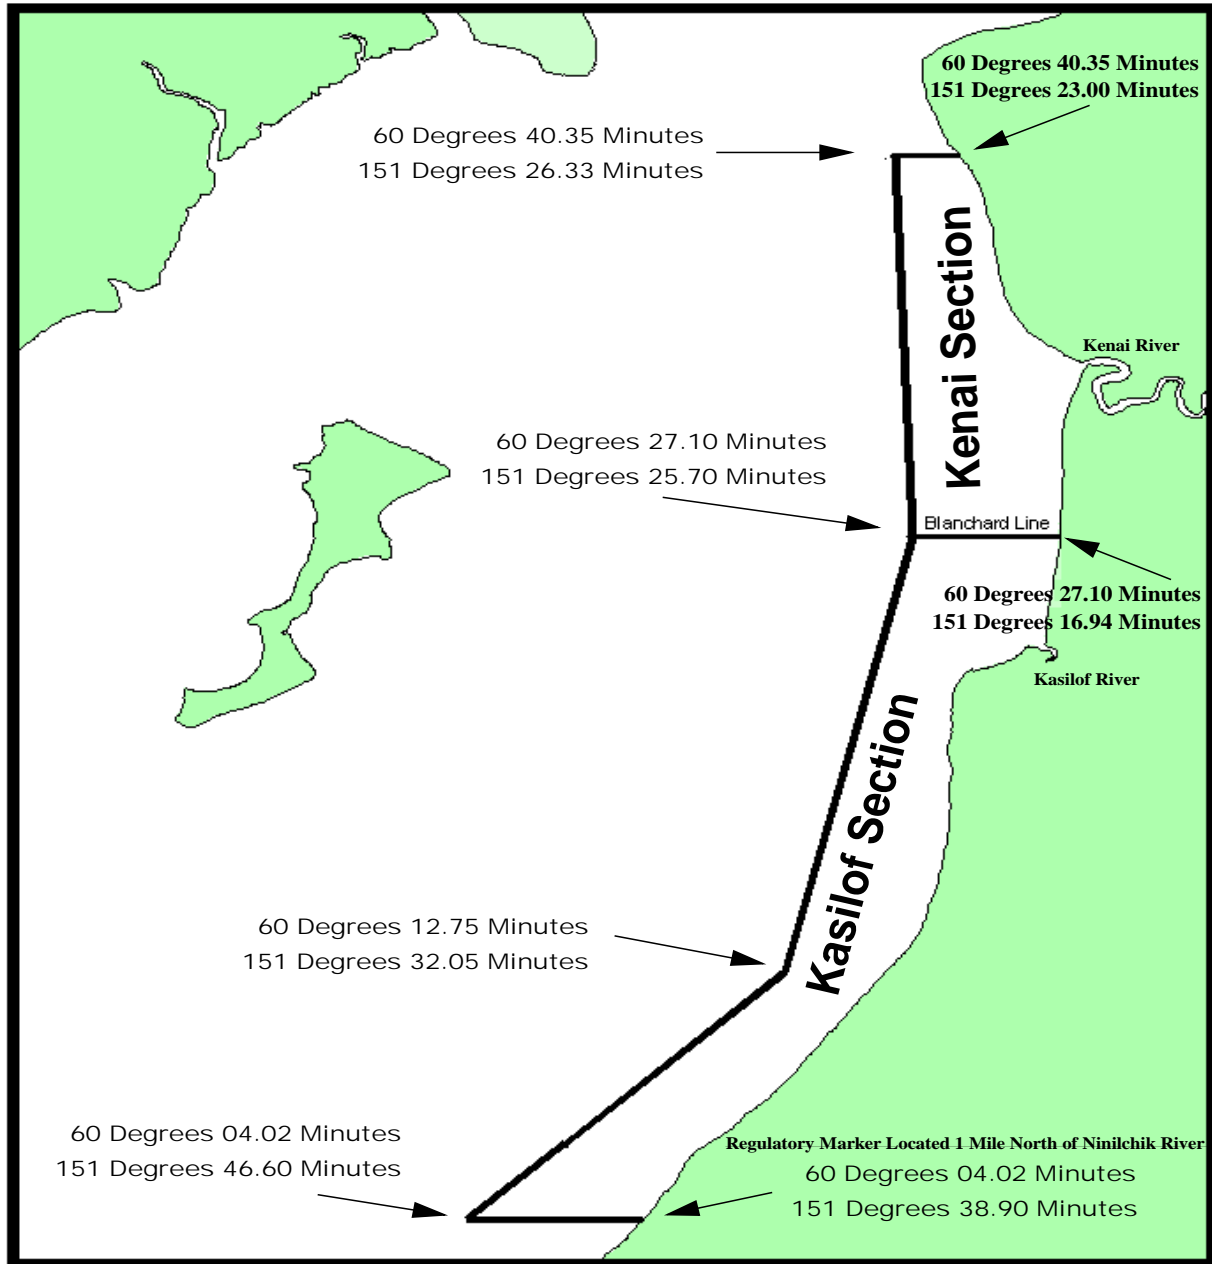 60 Degrees 40.35 Minutes
151 Degrees 23.00 Minutes
60 Degrees 40.35 Minutes
151 Degrees 26.33 Minutes
Kenai Section
Kenai River
60 Degrees 27.10 Minutes
151 Degrees 25.70 Minutes
Blanchard Line
60 Degrees 27.10 Minutes
151 Degrees 16.94 Minutes
Kasilof River
Kasilof Section
60 Degrees 12.75 Minutes
151 Degrees 32.05 Minutes
60 Degrees 04.02 Minutes
151 Degrees 46.60 Minutes
Regulatory Marker Located 1 Mile North of Ninilchik River
60 Degrees 04.02 Minutes
151 Degrees 38.90 Minutes